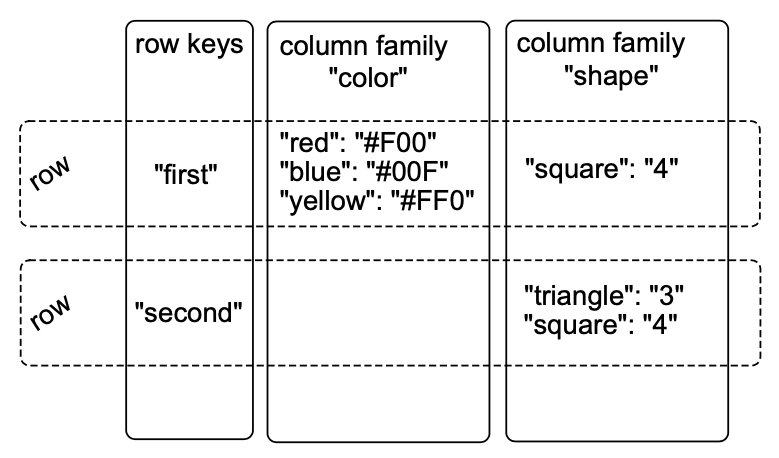 row keys
column family
"color"
column family
"shape"
row
"first"
"red": "#F00"
"blue": "#00F"
"yellow": "#FF0"
"square": "4"
row
"second"
"triangle": "3"
"square": "4"